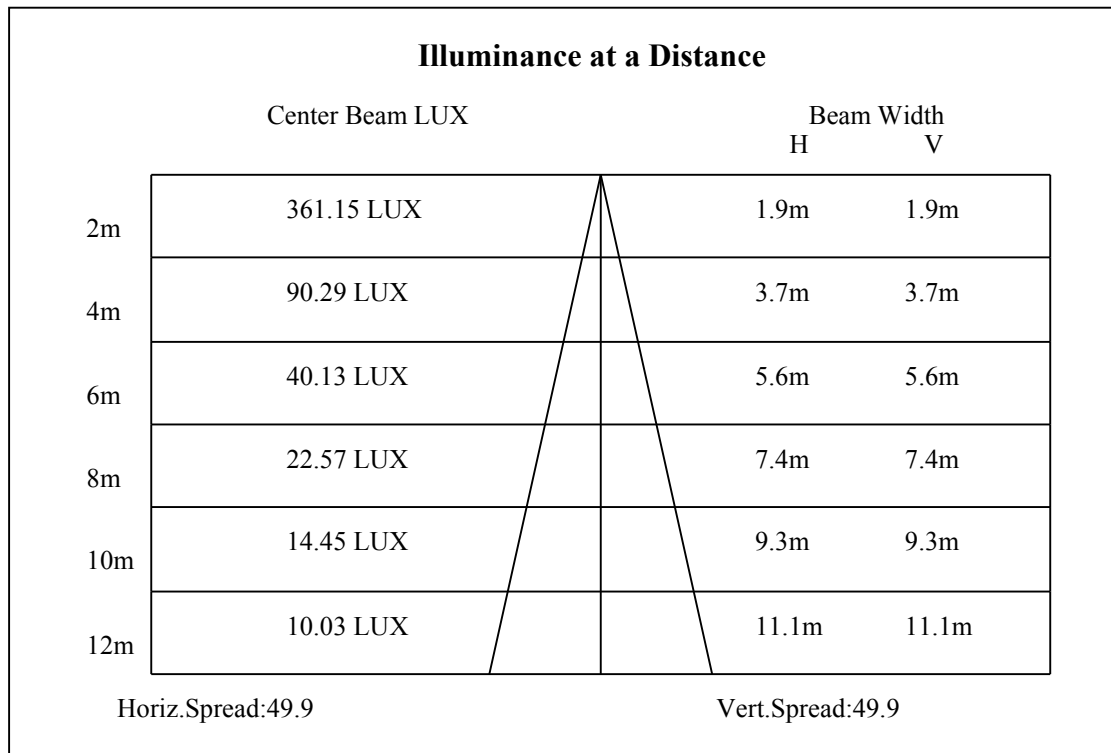 Illuminance at a Distance
Center Beam LUX Beam Width
H V
2m 361.15 LUX 1.9m 1.9m
4m 90.29 LUX 3.7m 3.7m
6m 40.13 LUX 5.6m 5.6m
8m 22.57 LUX 7.4m 7.4m
10m 14.45 LUX 9.3m 9.3m
12m 10.03 LUX 11.1m 11.1m
Horiz.Spread:49.9 Vert.Spread:49.9